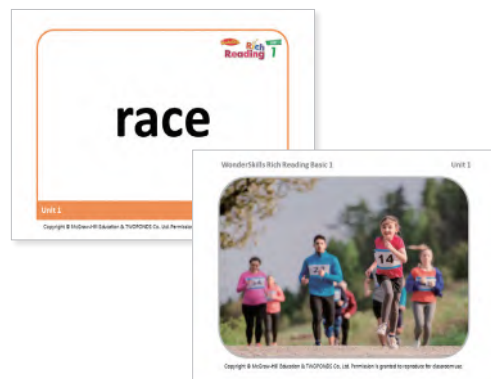 Rich
Reading 1
race
Unit 1
Copyright © McGraw-Hill Education & TWOPONDS Co. Ltd. Permission
WonderSkills Rich Reading Basic 1 Unit 1
14
Copyright © McGraw-Hill Education & TWOPONDS Co., Ltd. Permission is granted to reproduce for classroom use.